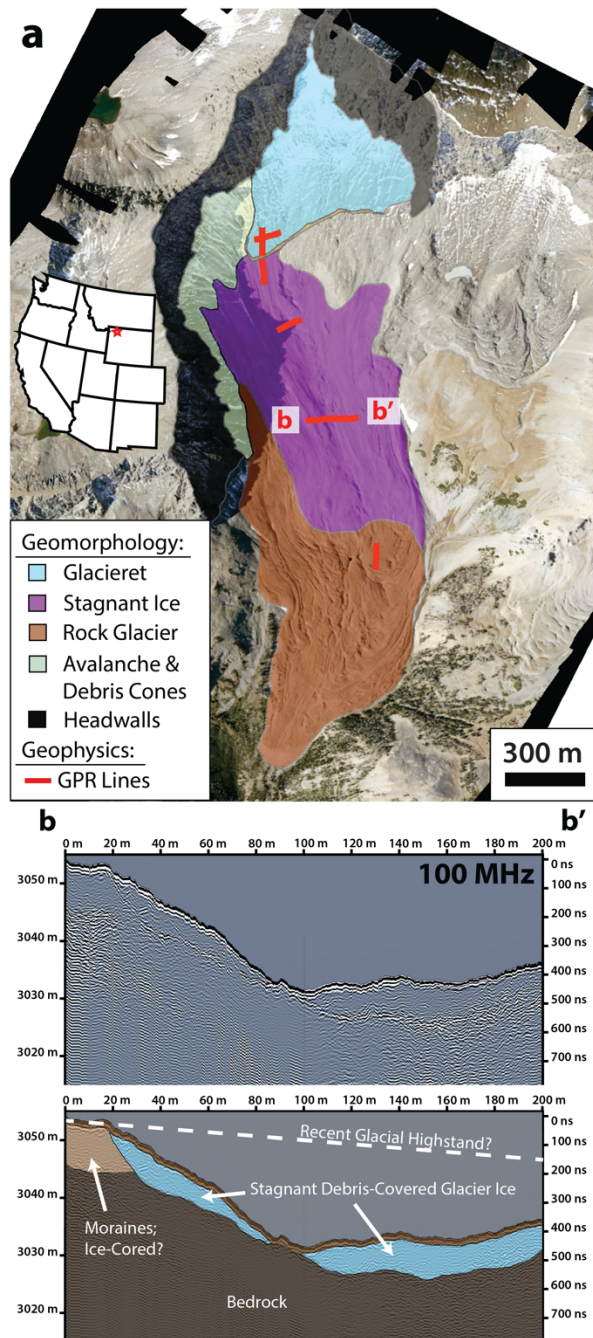 a
b b'
Geomorphology:
Glacieret
Stagnant Ice
Rock Glacier
Avalanche &
Debris Cones
Headwalls
Geophysics:
GPR Lines
300 m
b b'
0 m 20 m 40 m 60 m 80 m 100 m 120 m 140 m 160 m 180 m 200 m
100 MHz
3050 m
3040 m
3030 m
3020 m
0 ns
100 ns
200 ns
300 ns
400 ns
500 ns
600 ns
700 ns
0 m 20 m 40 m 60 m 80 m 100 m 120 m 140 m 160 m 180 m 200 m
3050 m
3040 m
3030 m
3020 m
Recent Glacial Highstand?
Stagnant Debris-Covered Glacier Ice
Moraines;
Ice-Cored?
Bedrock
0 ns
100 ns
200 ns
300 ns
400 ns
500 ns
600 ns
700 ns